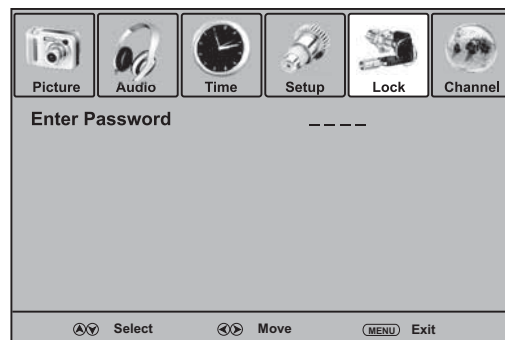 Picture Audio Time Setup Lock Channel
Enter Password _ _ _ _
Select Move MENU Exit